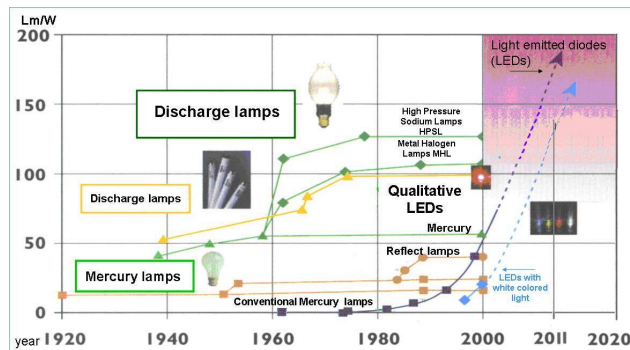 Lm/W
200
150
100
50
0
Light emitted diodes
(LEDs)
Discharge lamps
High Pressure
Sodium Lamps
HPSL
Metal Halogen
Lamps MHL
Discharge lamps
Qualitative
LEDs
Mercury
Mercury lamps
Reflect lamps
LEDs with
white colored
light
Conventional Mercury lamps
year
1920 1940 1960 1980 2000 2011 2020